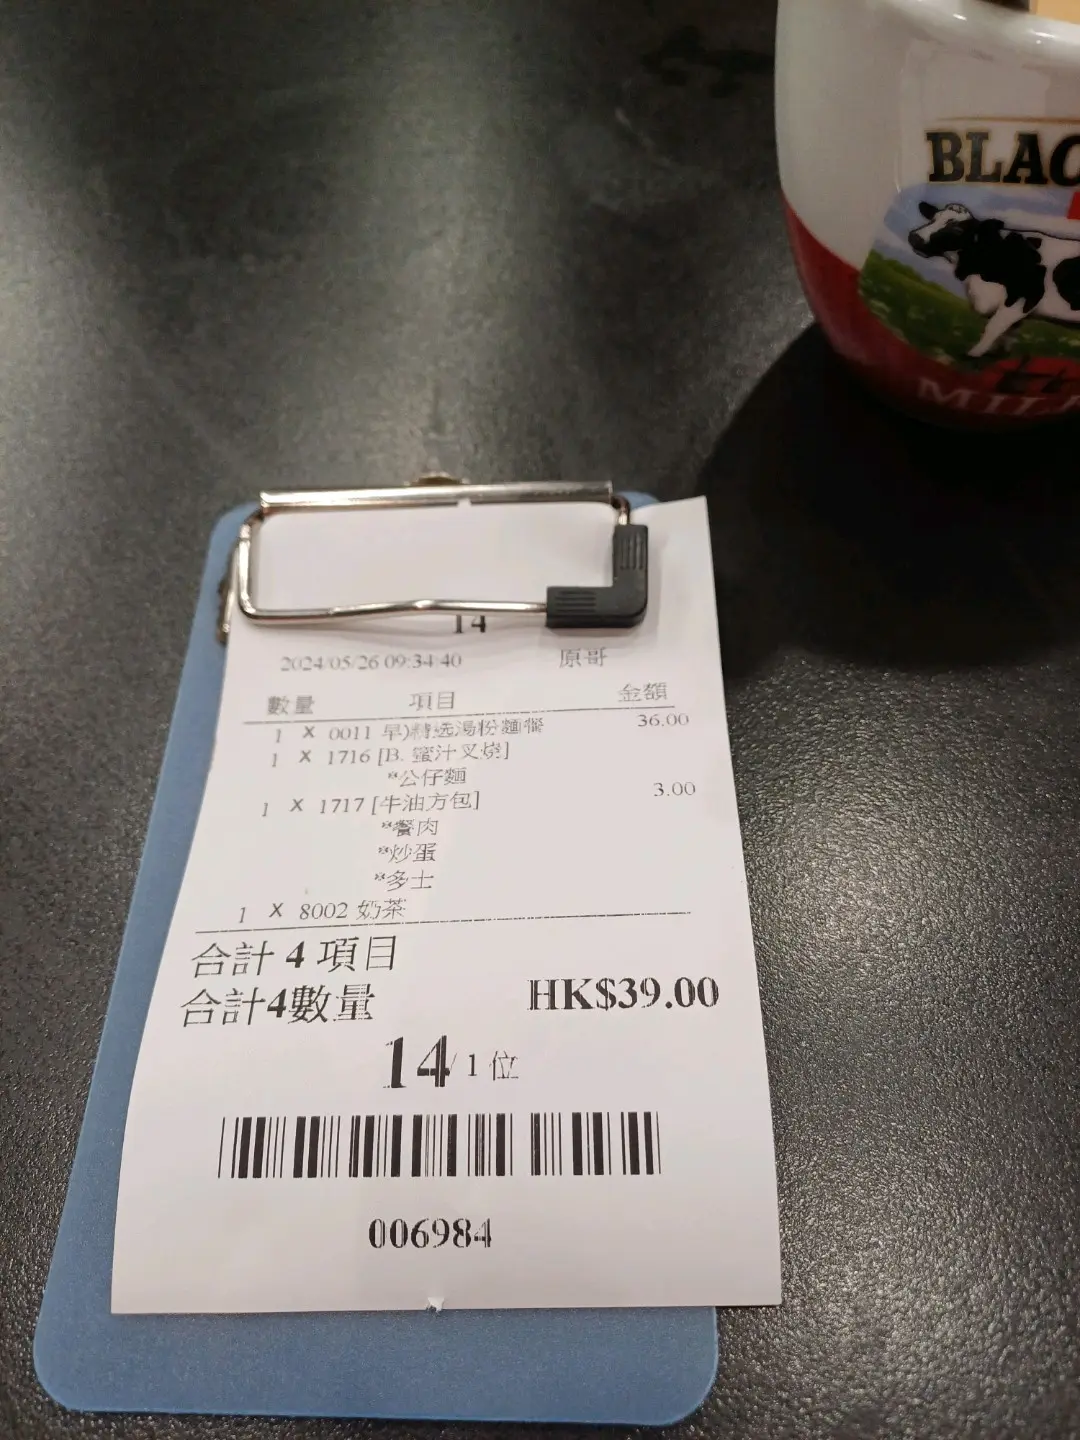 BLAC
MIL
14
2024/05/26 09:34:40 原哥
數量 項目 金額
1 X 0011 早)精选湯粉麵餐 36.00
1 X 1716 [B. 蜜汁叉燒]
*公仔麵
1 X 1717 [牛油方包] 3.00
*餐肉
*炒蛋
*多士
1 X 8002 奶茶
合計 4 項目
合計4數量 HK$39.00
14/ 1 位
006984